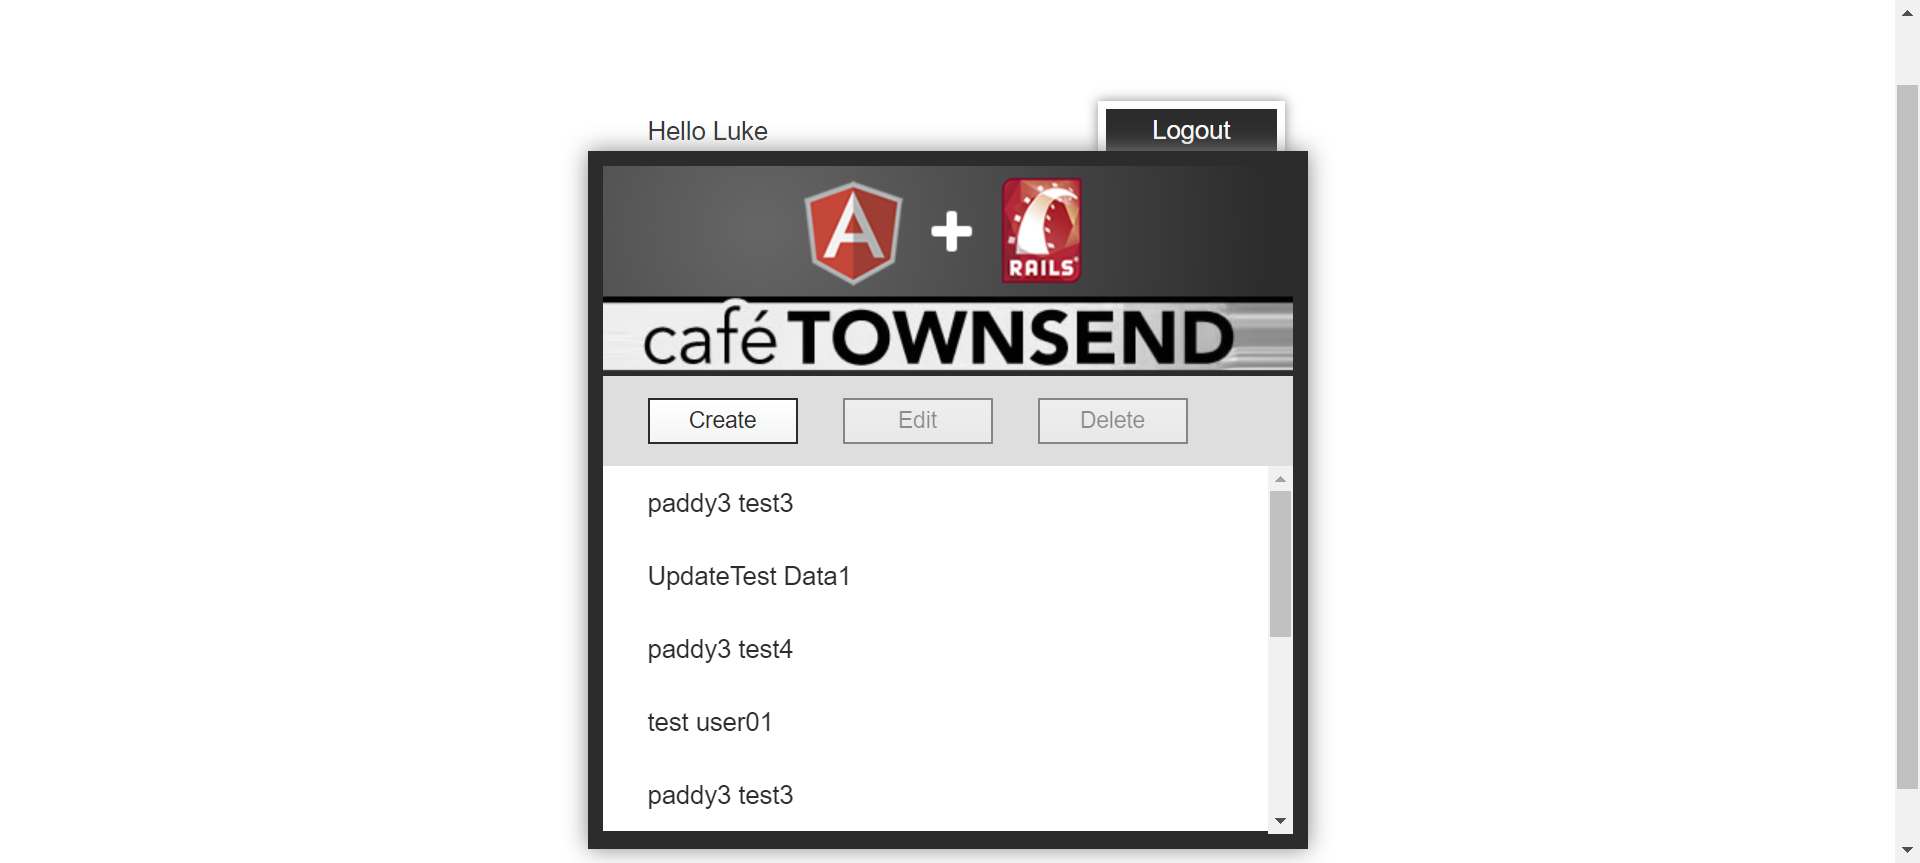 Hello Luke
Logout
RAILS
café TOWNSEND
Create
Edit
Delete
paddy3 test3
UpdateTest Data1
paddy3 test4
test user01
paddy3 test3